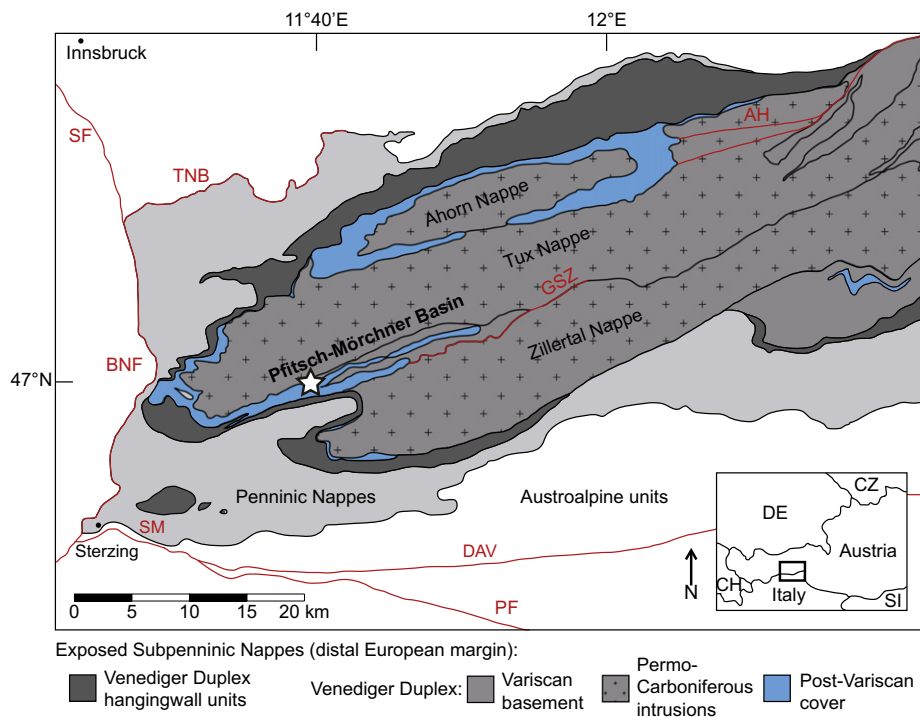 11°40'E
12°E
Innsbruck
SF
TNB
AH
Ahorn Nappe
Tux Nappe
GSZ
Pfitsch-Mörchner Basin
Zillertal Nappe
BNF
47°N
Penninic Nappes
Austroalpine units
SM
Sterzing
DAV
PF
N
0 5 10 15 20 km
CZ
DE
Austria
CH
Italy
SI
Exposed Subpenninic Nappes (distal European margin):
Venediger Duplex
hangingwall units
Venediger Duplex:
Variscan
basement
Permo-
Carboniferous
intrusions
Post-Variscan
cover